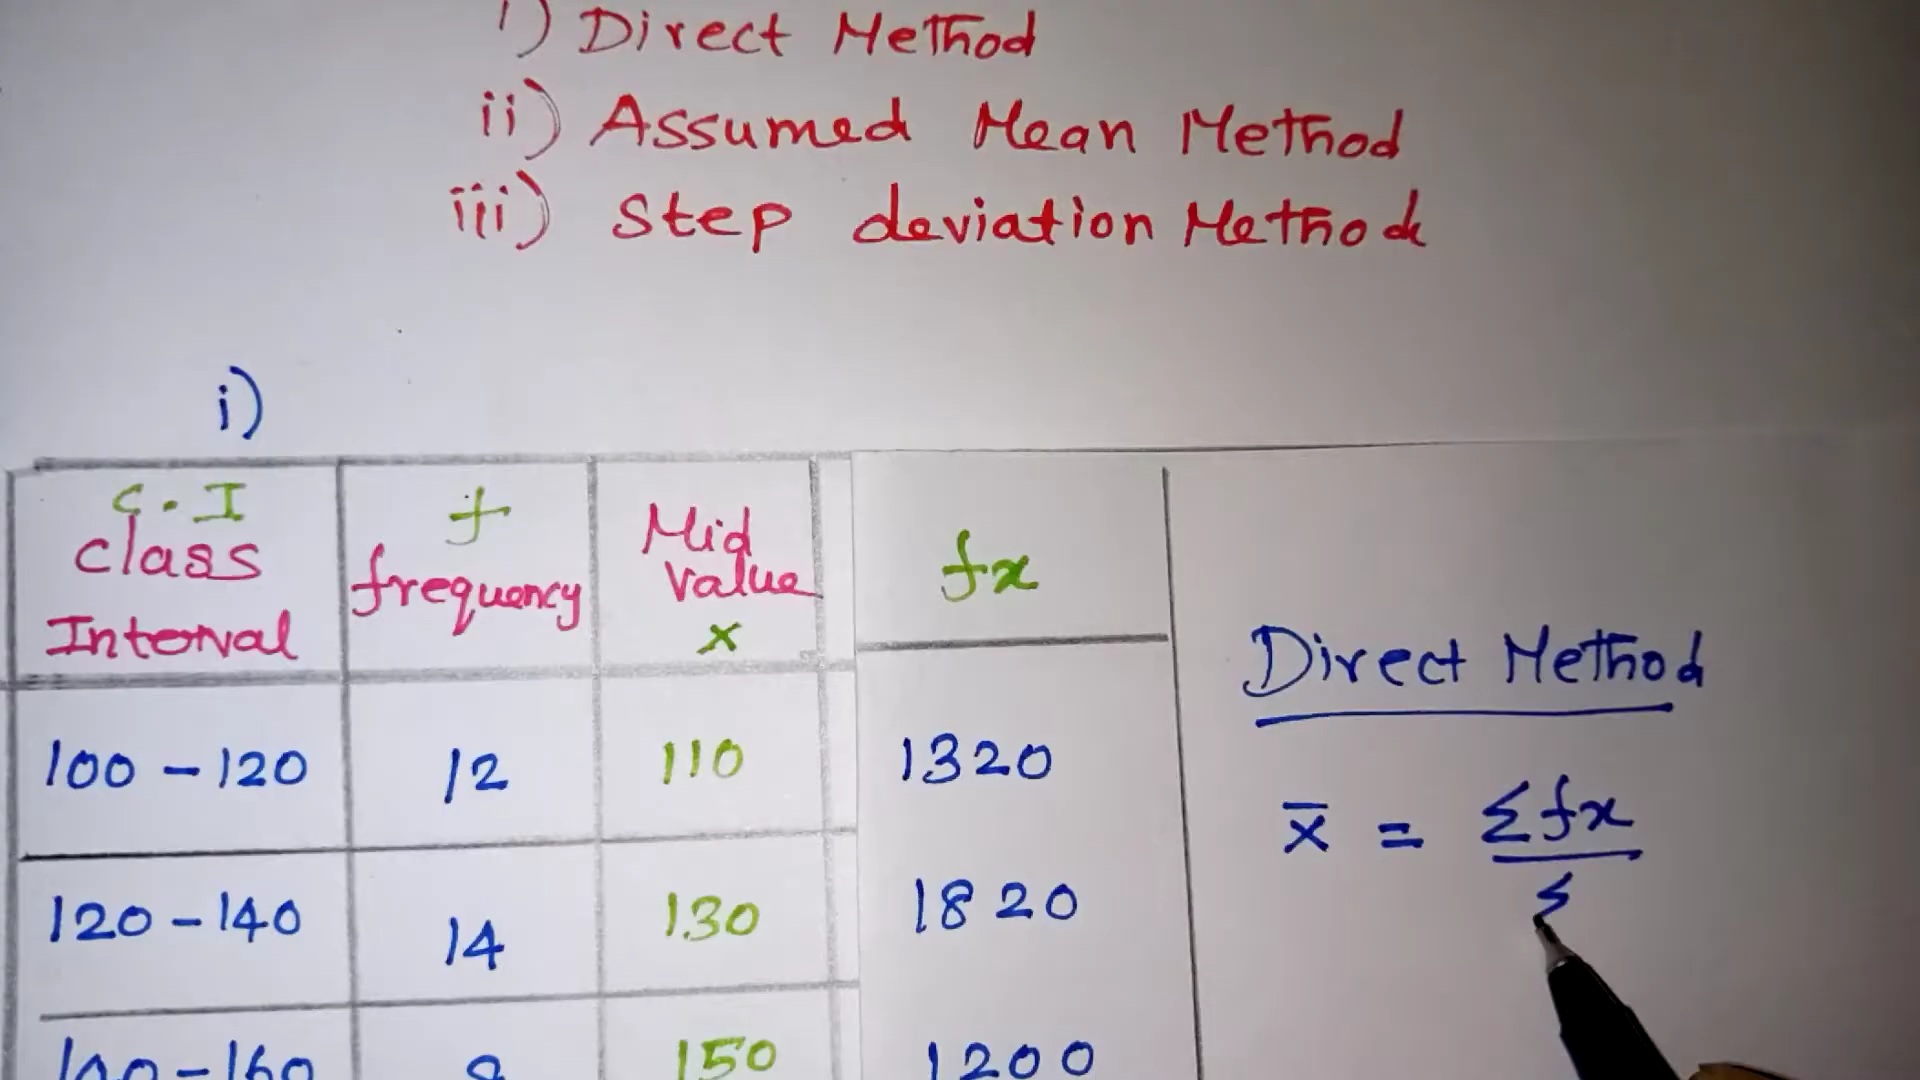 i) Direct Method
ii) Assumed Mean Method
iii) Step deviation Method
i)
C.I f Mid fx
Class frequency Value
Interval x
Direct Method
100-120 12 110 1320
x̄ = Σfx
Σ
120-140 14 130 1820
150 1200